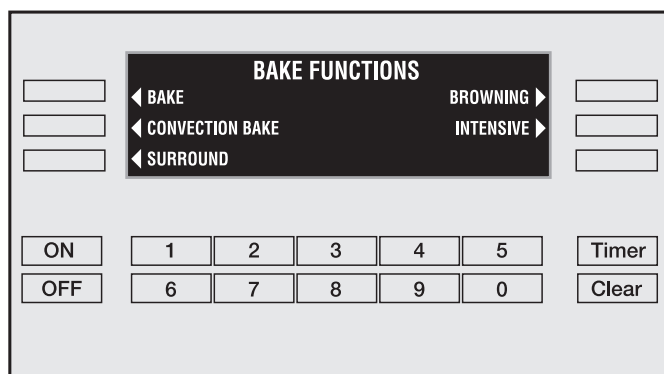 BAKE FUNCTIONS
BAKE BROWNING
CONVECTION BAKE INTENSIVE
SURROUND
ON 1 2 3 4 5 Timer
OFF 6 7 8 9 0 Clear